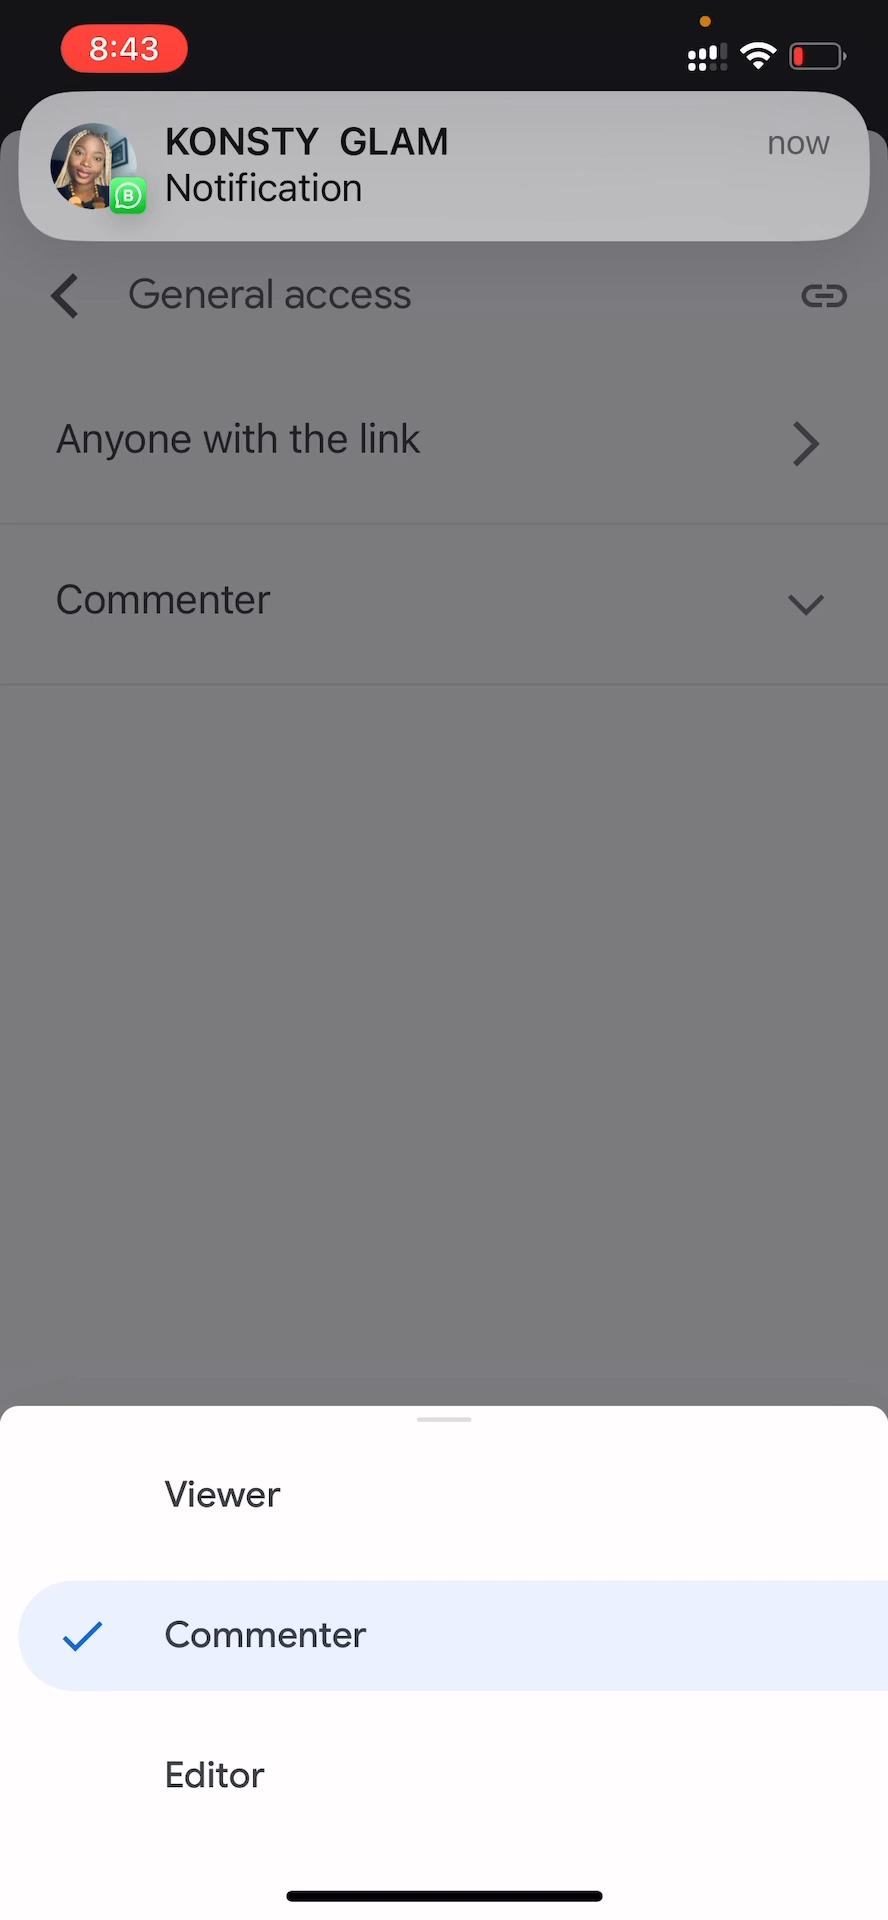 8:43
KONSTY GLAM
now
Notification
General access
Anyone with the link
Commenter
Viewer
Commenter
Editor